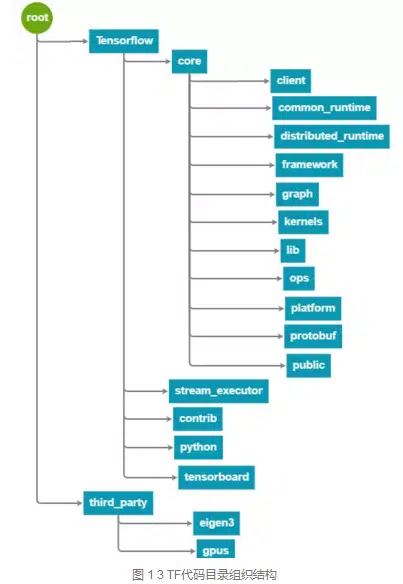 root
Tensorflow
core
client
common_runtime
distributed_runtime
framework
graph
kernels
lib
ops
platform
protobuf
public
stream_executor
contrib
python
tensorboard
third_party
eigen3
gpus
图 1 3 TF代码目录组织结构